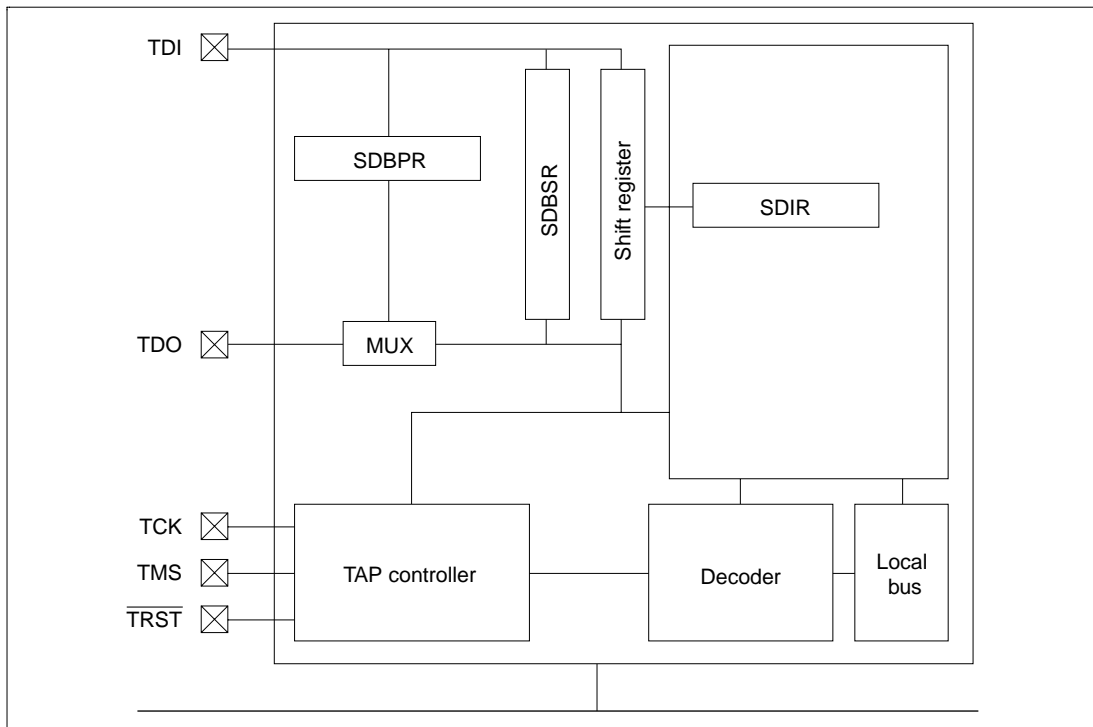 TDI
SDBPR
SDBSR
Shift register
SDIR
TDO
MUX
TCK
TMS
TRST
TAP controller
Decoder
Local
bus